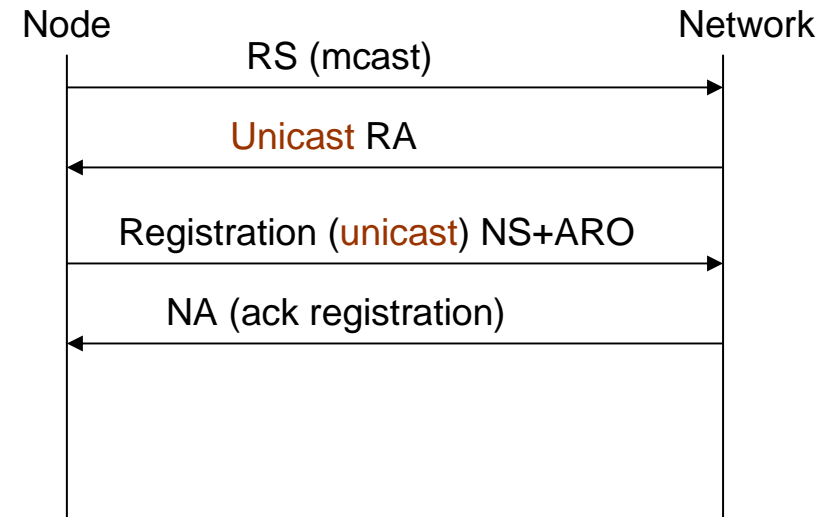 Node
Network
RS (mcast)
Unicast RA
Registration (unicast) NS+ARO
NA (ack registration)